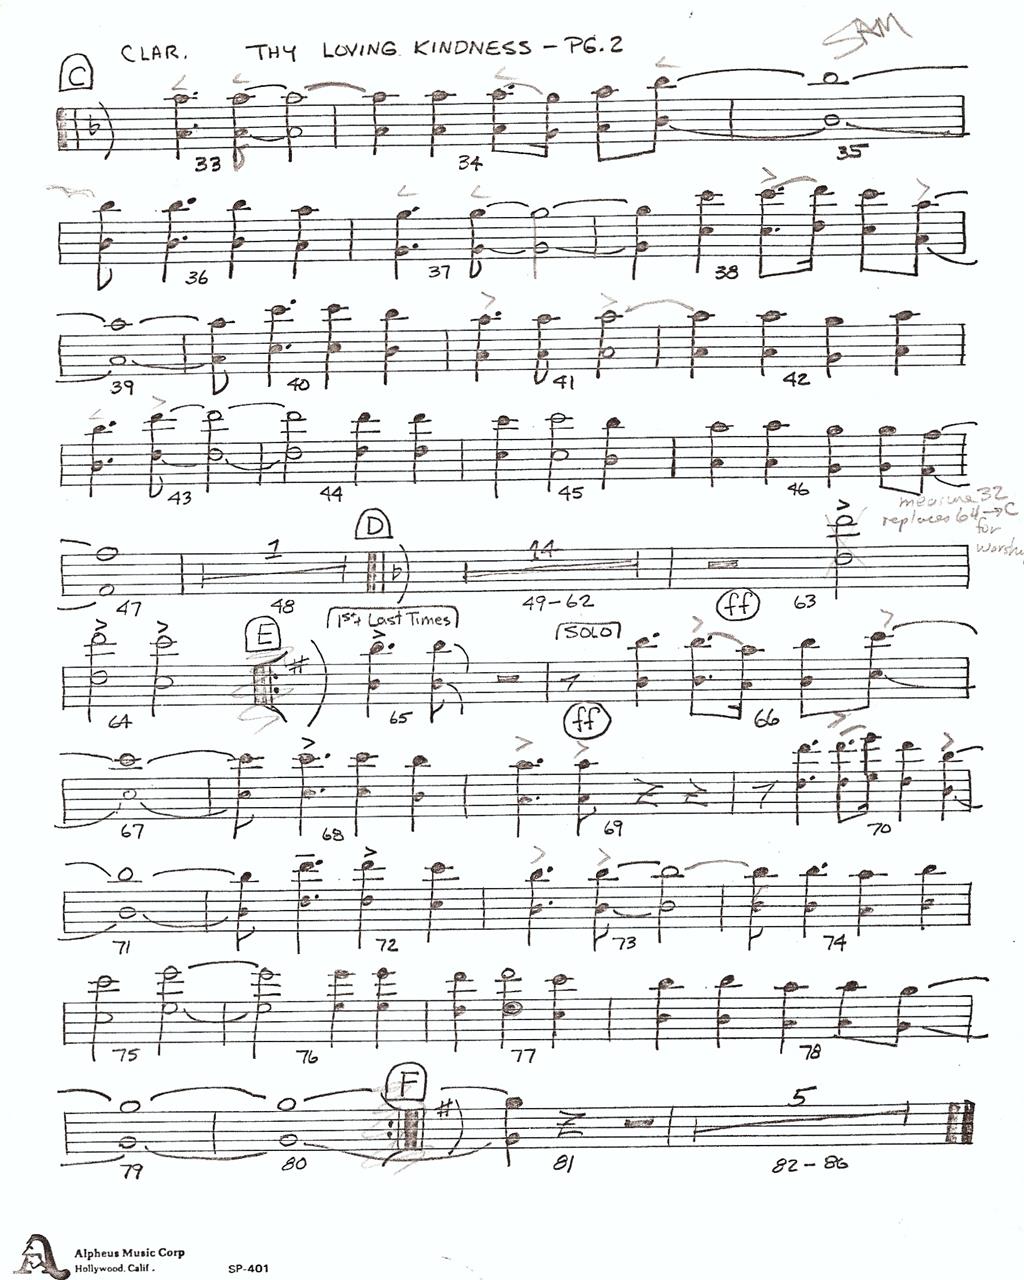 SAM
CLAR. THY LOVING KINDNESS - PG. 2
C
33 34 35
36 37 38
39 40 41 42
43 44 45 46
measure 32
replaces 64→C
for
D
1 14
47 48 49-62 63
ff
E 1st & Last Times SOLO
64 65 66
ff
67 68 69 70
71 72 73 74
75 76 77 78
F
5
79 80 81 82-86
A Alpheus Music Corp
Hollywood, Calif. SP-401